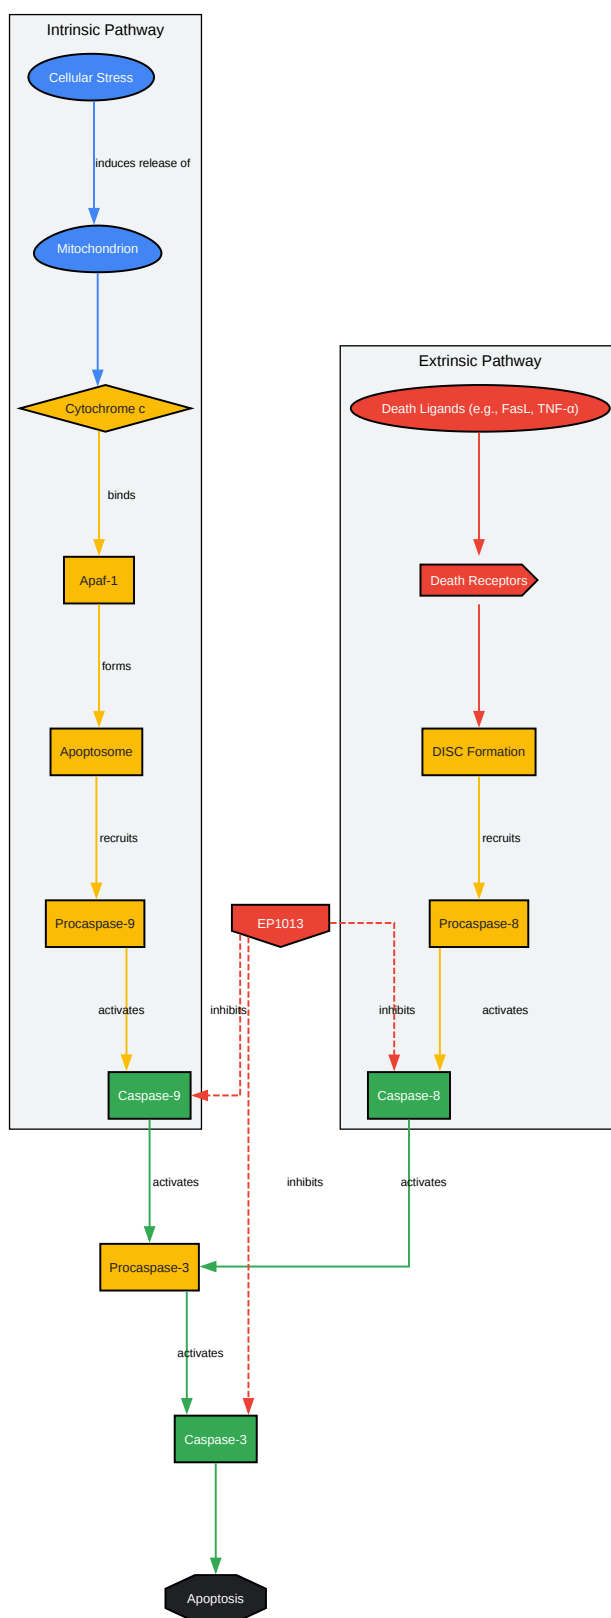 Intrinsic Pathway
Cellular Stress
induces release of
Mitochondrion
Extrinsic Pathway
Cytochrome c
Death Ligands (e.g., FasL, TNF-α)
binds
Apaf-1
Death Receptors
forms
Apoptosome
DISC Formation
recruits
recruits
Procaspase-9
EP1013
Procaspase-8
activates
inhibits
inhibits
activates
Caspase-9
Caspase-8
activates
inhibits
activates
Procaspase-3
activates
Caspase-3
Apoptosis